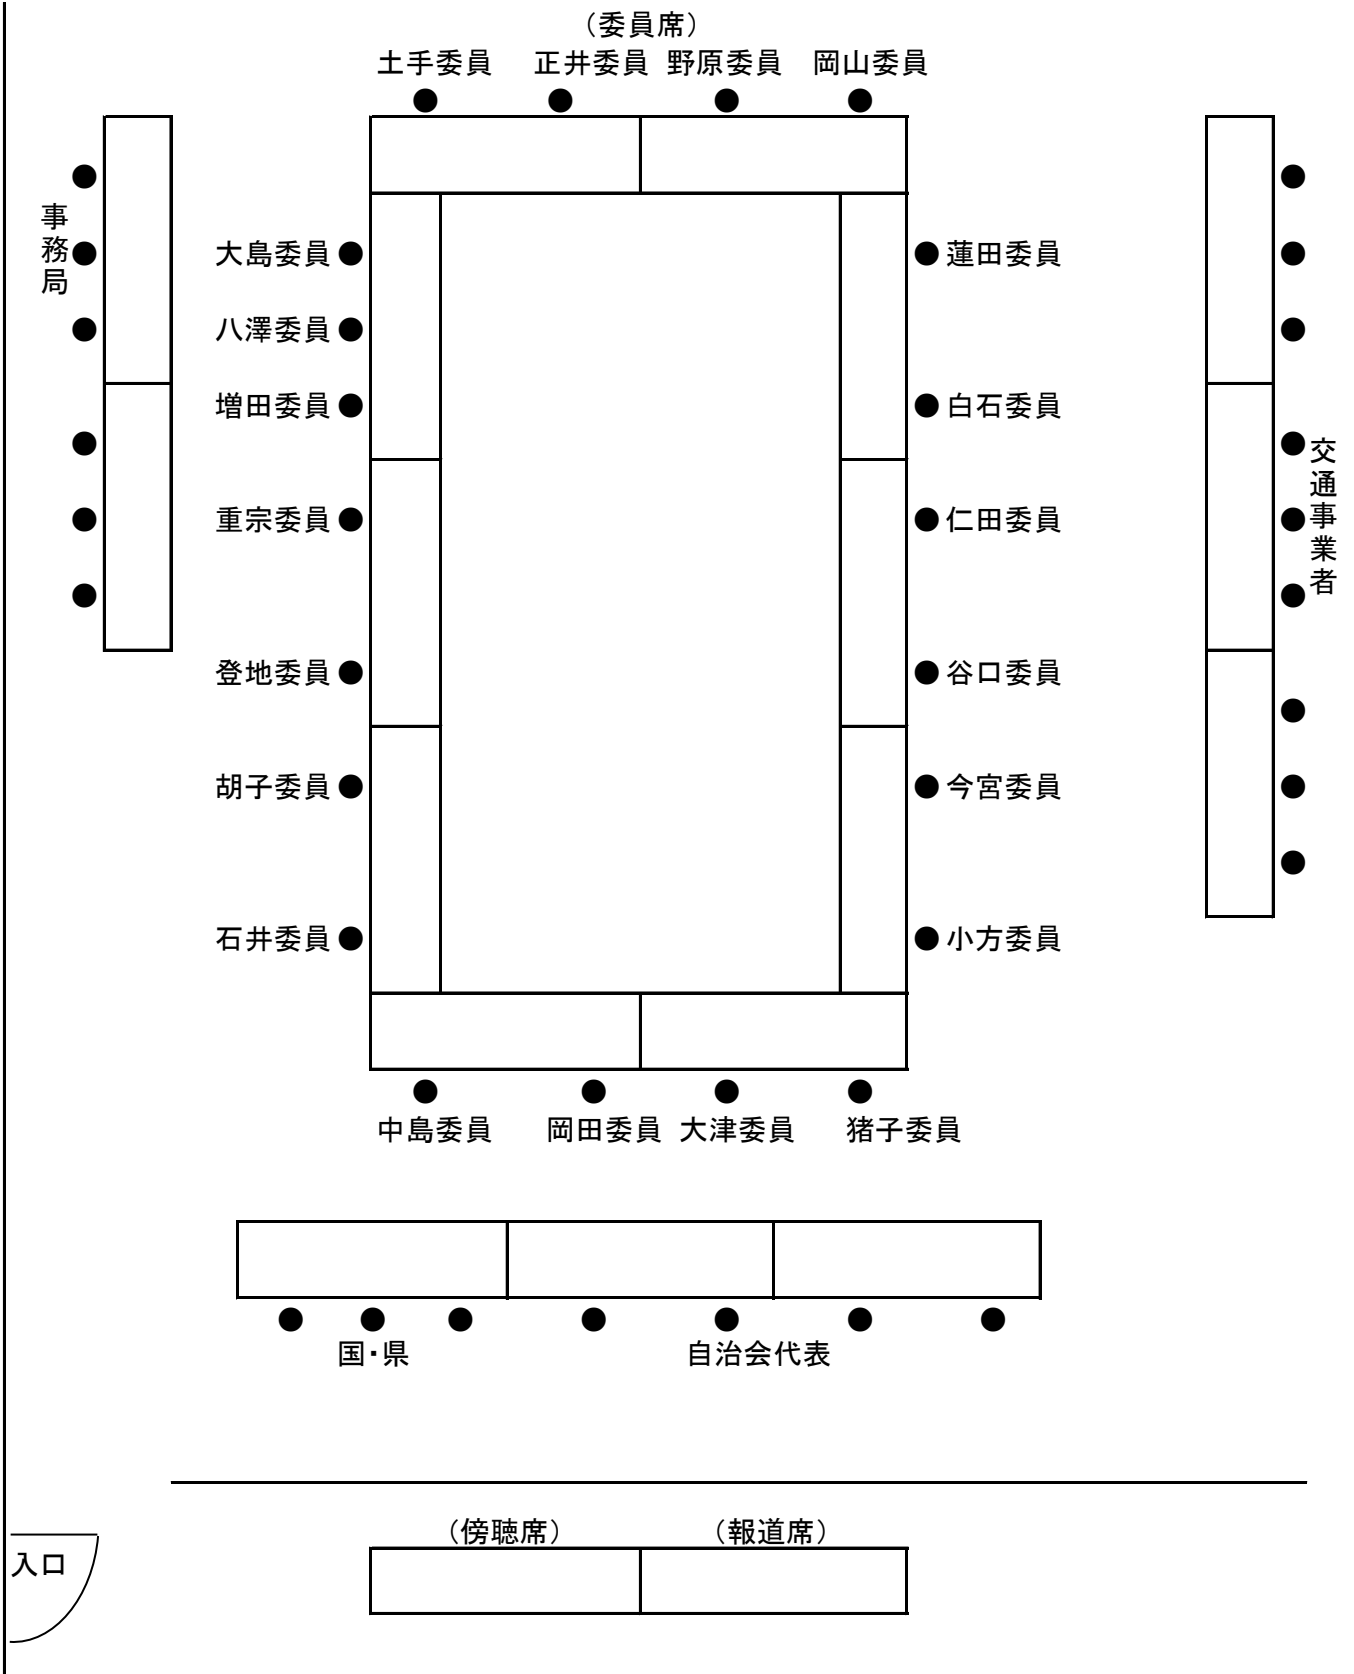 （委員席）
土手委員 正井委員 野原委員 岡山委員
事務局
大島委員
蓮田委員
八澤委員
増田委員
白石委員
交通事業者
重宗委員
仁田委員
登地委員
谷口委員
胡子委員
今宮委員
石井委員
小方委員
中島委員 岡田委員 大津委員 猪子委員
国・県
自治会代表
（傍聴席）
（報道席）
入口